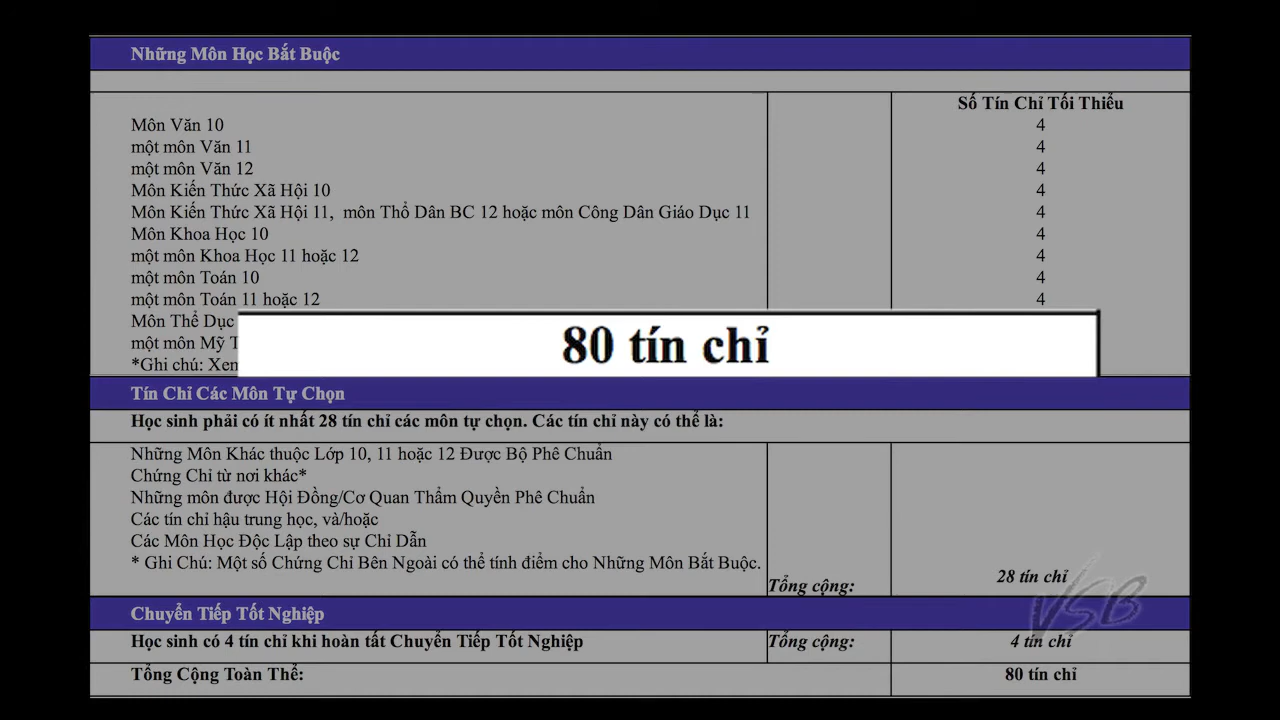 Những Môn Học Bắt Buộc
Số Tín Chỉ Tối Thiểu
Môn Văn 10 4
một môn Văn 11 4
một môn Văn 12 4
Môn Kiến Thức Xã Hội 10 4
Môn Kiến Thức Xã Hội 11, môn Thổ Dân BC 12 hoặc môn Công Dân Giáo Dục 11 4
Môn Khoa Học 10 4
một môn Khoa Học 11 hoặc 12 4
một môn Toán 10 4
một môn Toán 11 hoặc 12 4
Môn Thể Dục
80 tín chỉ
một môn Mỹ
*Ghi chú:
Tín Chỉ Các Môn Tự Chọn
Học sinh phải có ít nhất 28 tín chỉ các môn tự chọn. Các tín chỉ này có thể là:
Những Môn Khác thuộc Lớp 10, 11 hoặc 12 Được Bộ Phê Chuẩn
Chứng Chỉ từ nơi khác*
Những môn được Hội Đồng/Cơ Quan Thẩm Quyền Phê Chuẩn
Các tín chỉ hậu trung học, và/hoặc
Các Môn Học Độc Lập theo sự Chỉ Dẫn
* Ghi Chú: Một số Chứng Chỉ Bên Ngoài có thể tính điểm cho Những Môn Bắt Buộc.
Tổng cộng: 28 tín chỉ
VSB
Chuyển Tiếp Tốt Nghiệp
Học sinh có 4 tín chỉ khi hoàn tất Chuyển Tiếp Tốt Nghiệp Tổng cộng: 4 tín chỉ
Tổng Cộng Toàn Thể: 80 tín chỉ